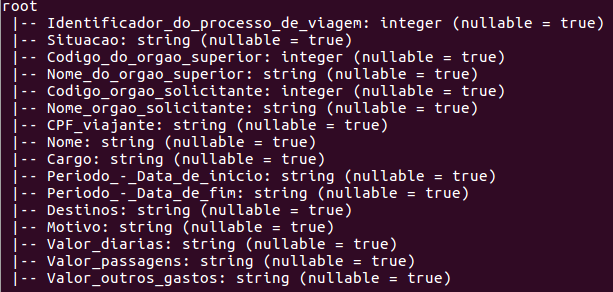 root
 |-- Identificador_do_processo_de_viagem: integer (nullable = true)
 |-- Situacao: string (nullable = true)
 |-- Codigo_do_orgao_superior: integer (nullable = true)
 |-- Nome_do_orgao_superior: string (nullable = true)
 |-- Codigo_orgao_solicitante: integer (nullable = true)
 |-- Nome_orgao_solicitante: string (nullable = true)
 |-- CPF_viajante: string (nullable = true)
 |-- Nome: string (nullable = true)
 |-- Cargo: string (nullable = true)
 |-- Periodo_-_Data_de_inicio: string (nullable = true)
 |-- Periodo_-_Data_de_fim: string (nullable = true)
 |-- Destinos: string (nullable = true)
 |-- Motivo: string (nullable = true)
 |-- Valor_diarias: string (nullable = true)
 |-- Valor_passagens: string (nullable = true)
 |-- Valor_outros_gastos: string (nullable = true)